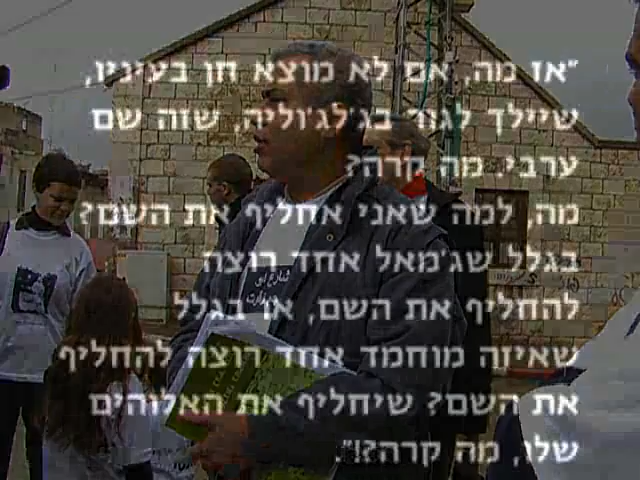 "אז מה, אם לא מוצא חן בעיניו,
שיילך לגור בג'לג'וליה, שזה שם
ערבי. מה קרה?
מה, למה שאני אחליף את השם?
בגלל שג'מאל אחד רוצה
להחליף את השם, או בגלל
שאיזה מוחמד אחד רוצה להחליף
את השם? שיחליף את האלוהים
שלו, מה קרה?!".
شارع ابي